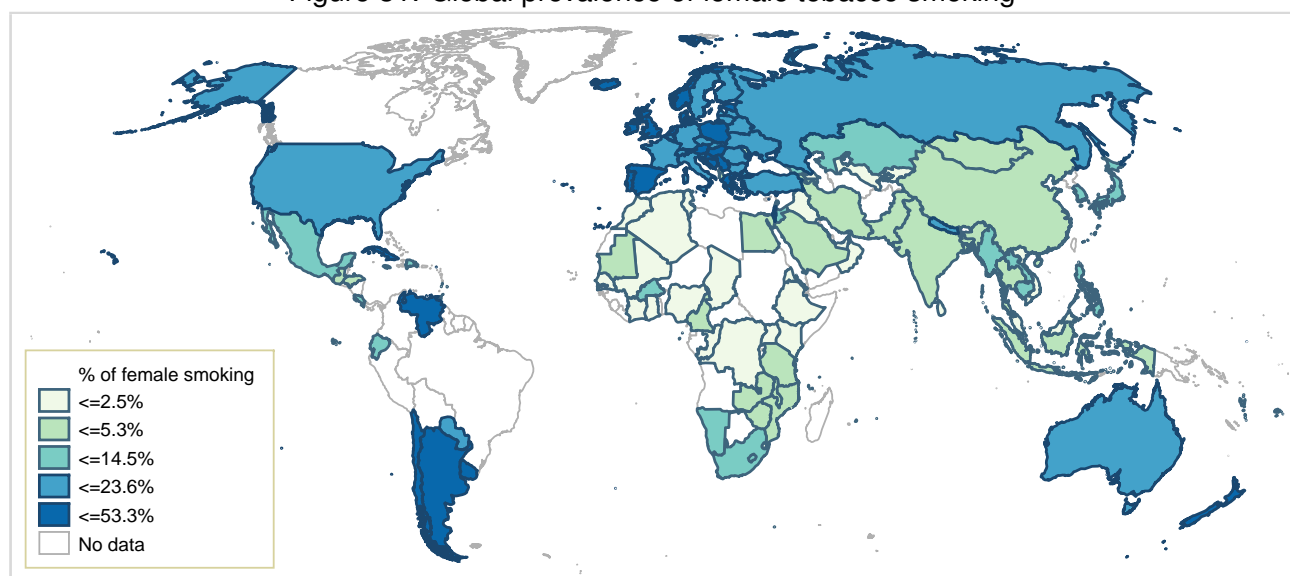 % of female smoking
<=2.5%
<=5.3%
<=14.5%
<=23.6%
<=53.3%
No data